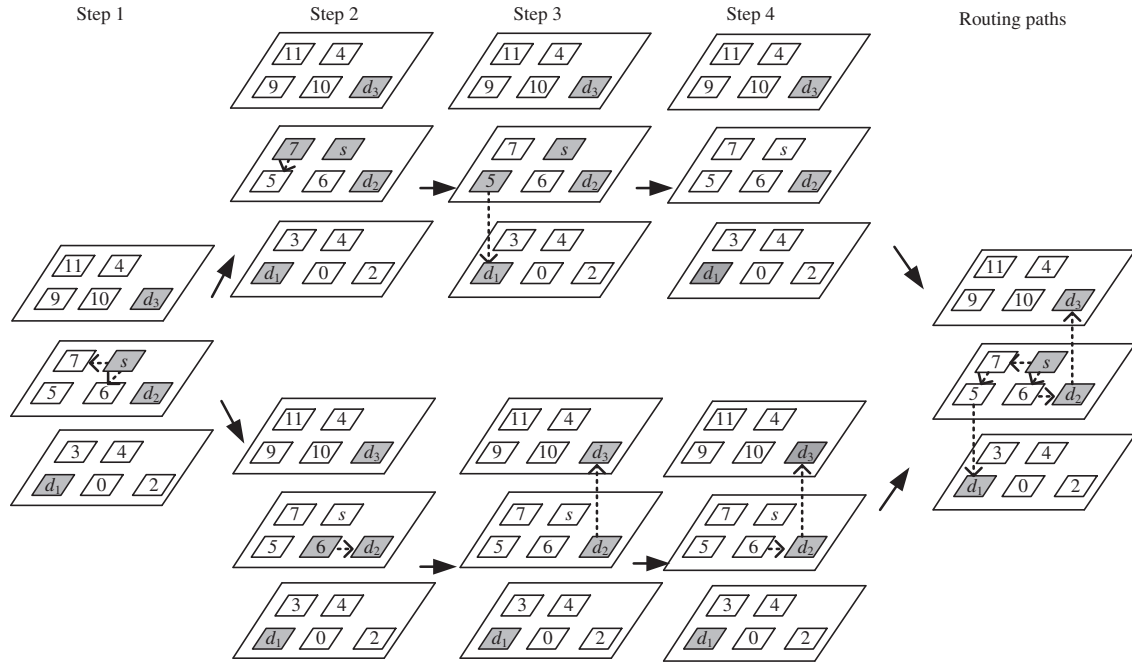 Step 1 Step 2 Step 3 Step 4 Routing paths
11 4 11 4 11 4
9 10 d₃ 9 10 d₃ 9 10 d₃
7 s 7 s 7 s
5 6 d₂ 5 6 d₂ 5 6 d₂
3 4 3 4 3 4
d₁ 0 2 d₁ 0 2 d₁ 0 2
11 4
9 10 d₃
7 s
5 6 d₂
3 4
d₁ 0 2
11 4
9 10 d₃
7 s
5 6 d₂
3 4
d₁ 0 2
11 4 11 4 11 4
9 10 d₃ 9 10 d₃ 9 10 d₃
7 s 7 s 7 s
5 6 d₂ 5 6 d₂ 5 6 d₂
3 4 3 4 3 4
d₁ 0 2 d₁ 0 2 d₁ 0 2